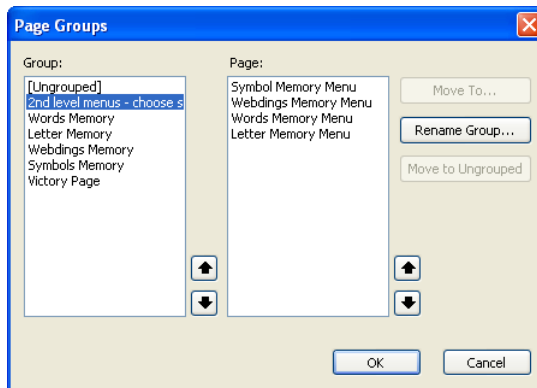 Page Groups
Group:
[Ungrouped]
2nd level menus - choose s
Words Memory
Letter Memory
Webdings Memory
Symbols Memory
Victory Page
Page:
Symbol Memory Menu
Webdings Memory Menu
Words Memory Menu
Letter Memory Menu
Move To...
Rename Group...
Move to Ungrouped
OK
Cancel